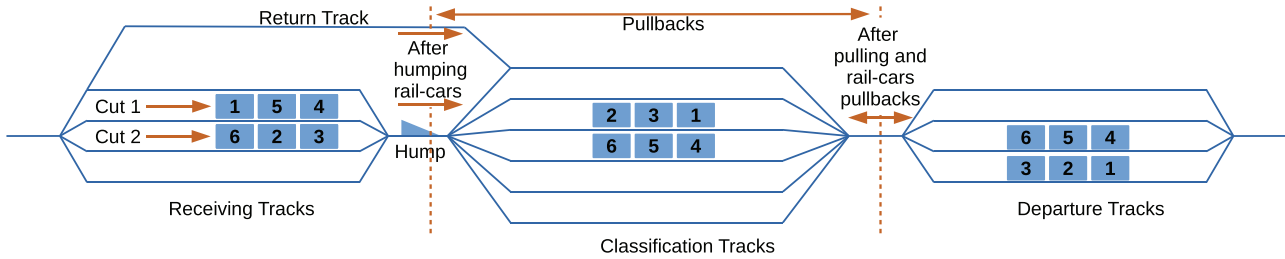 Return Track
Pullbacks
After
humping
rail-cars
After
pulling and
rail-cars
pullbacks
Cut 1
1 5 4
Cut 2
6 2 3
Hump
2 3 1
6 5 4
6 5 4
3 2 1
Receiving Tracks
Classification Tracks
Departure Tracks